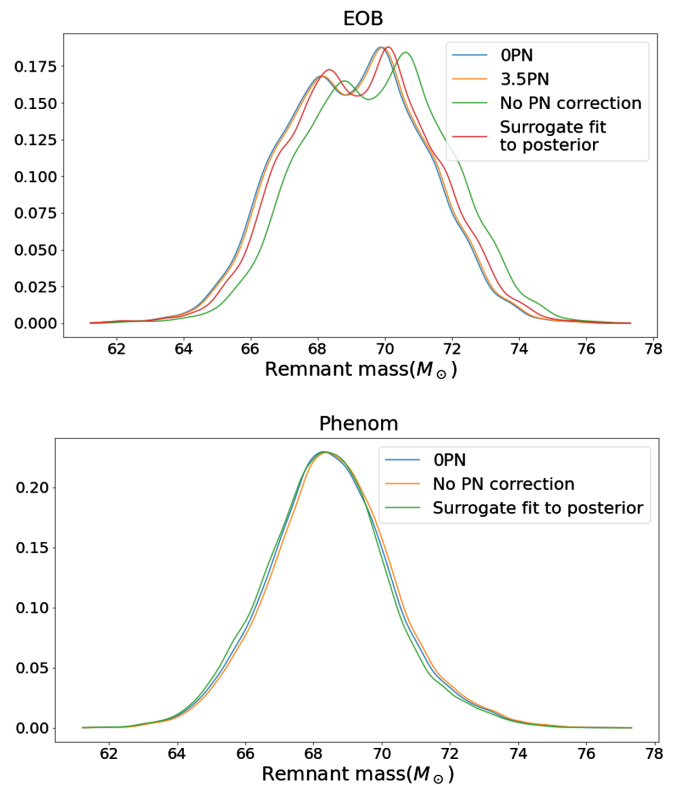 EOB
0PN
3.5PN
No PN correction
Surrogate fit
to posterior
0.175
0.150
0.125
0.100
0.075
0.050
0.025
0.000
62 64 66 68 70 72 74 76 78
Remnant mass(M⊙)
Phenom
0PN
No PN correction
Surrogate fit to posterior
0.20
0.15
0.10
0.05
0.00
62 64 66 68 70 72 74 76 78
Remnant mass(M⊙)